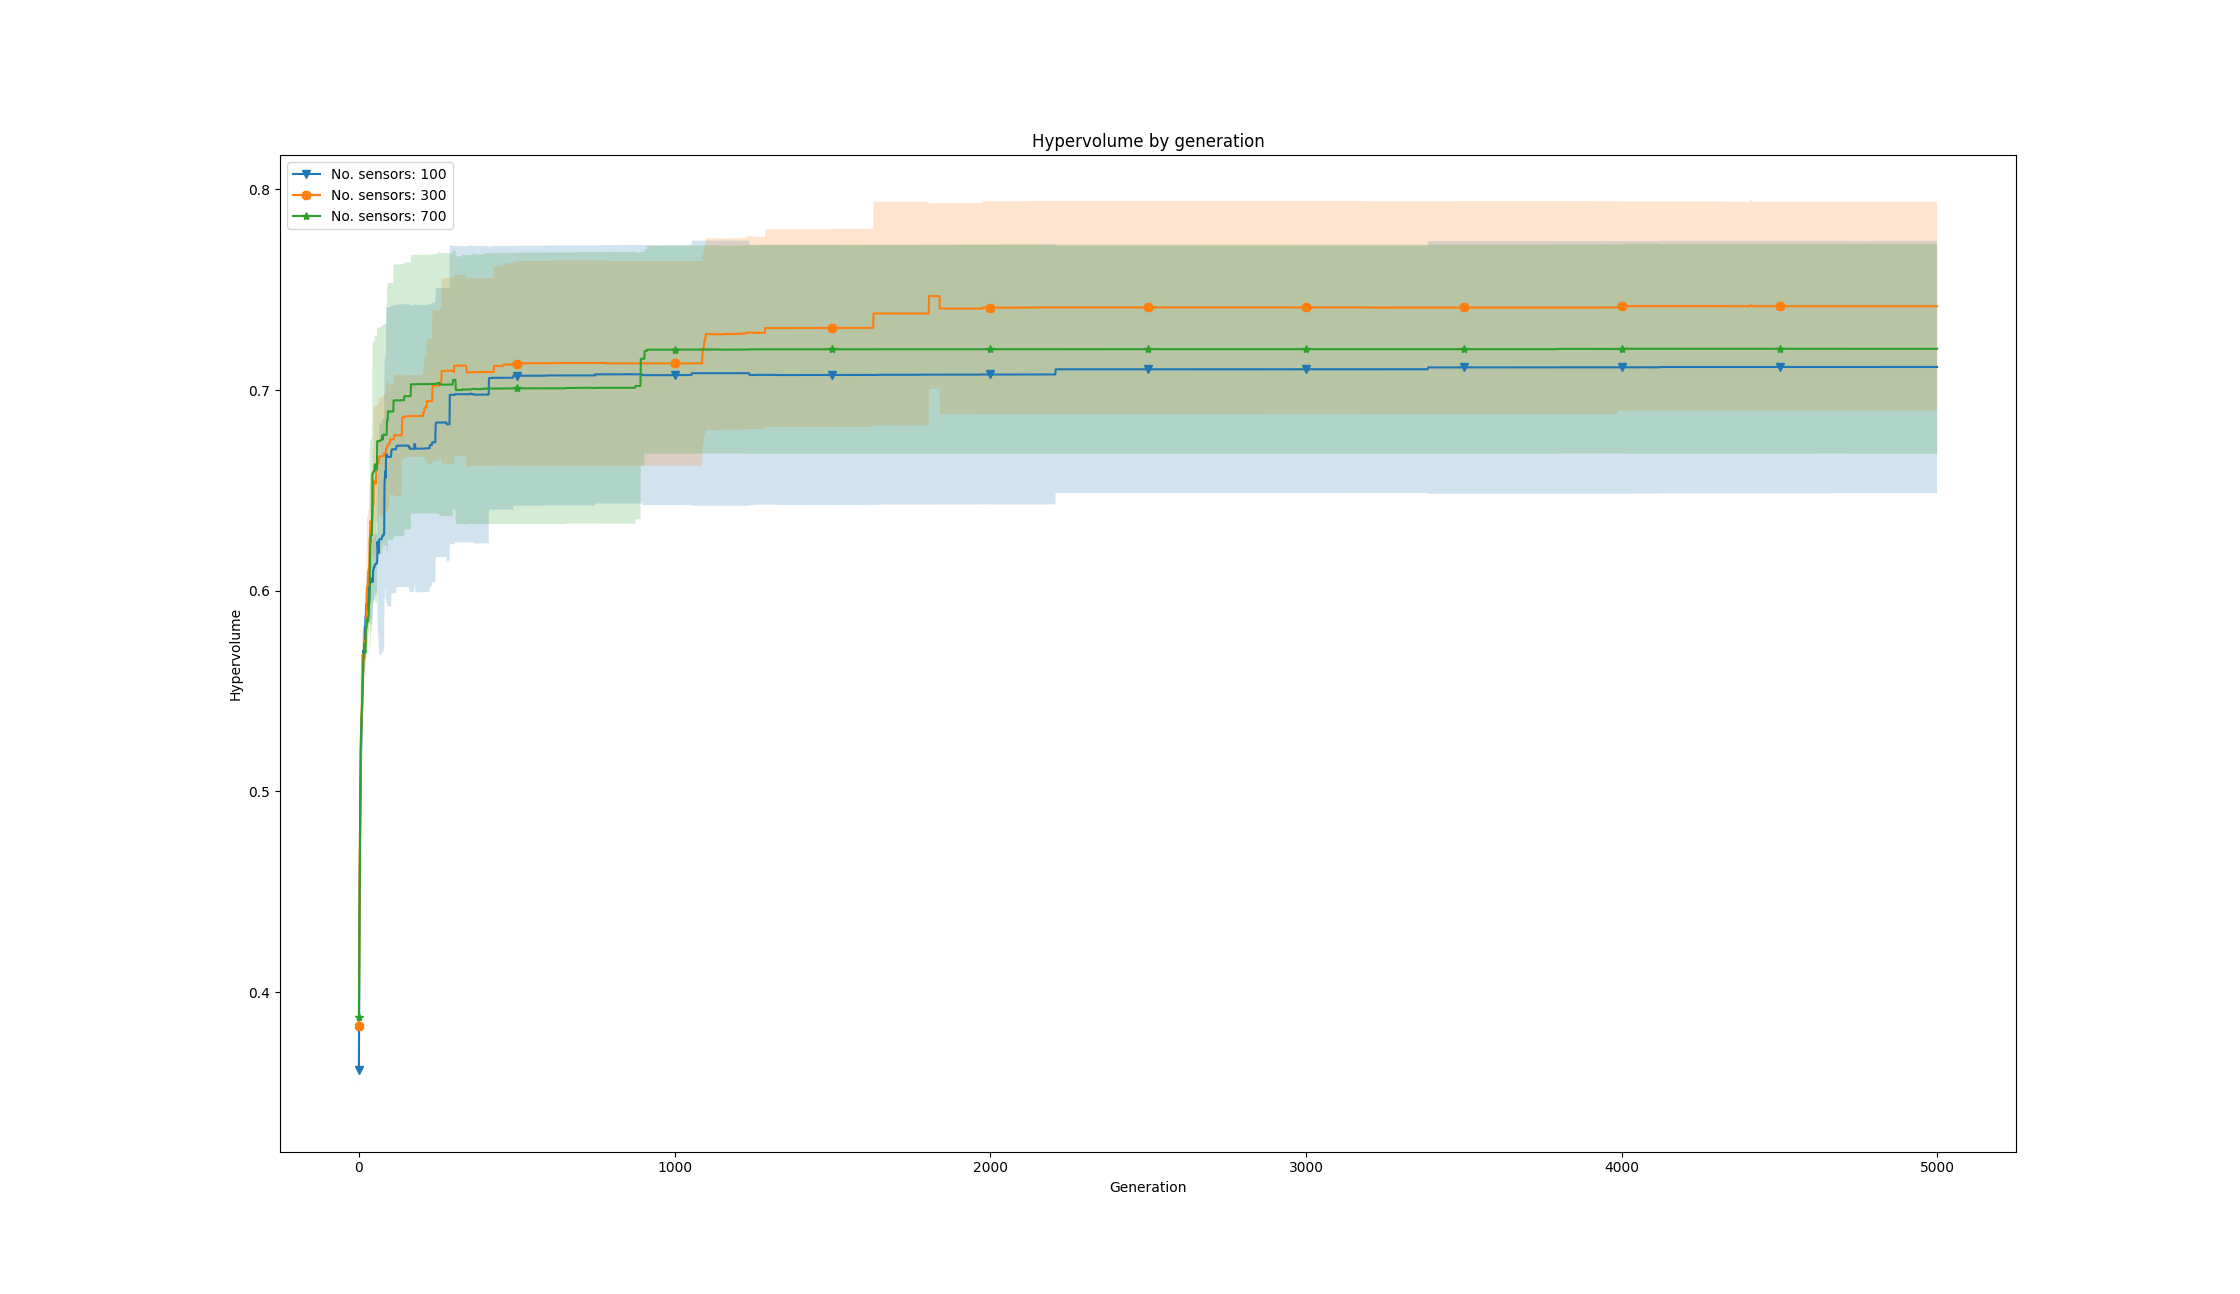 Hypervolume by generation
No. sensors: 100
No. sensors: 300
No. sensors: 700
0.8
0.7
0.6
0.5
0.4
Hypervolume
0 1000 2000 3000 4000 5000
Generation